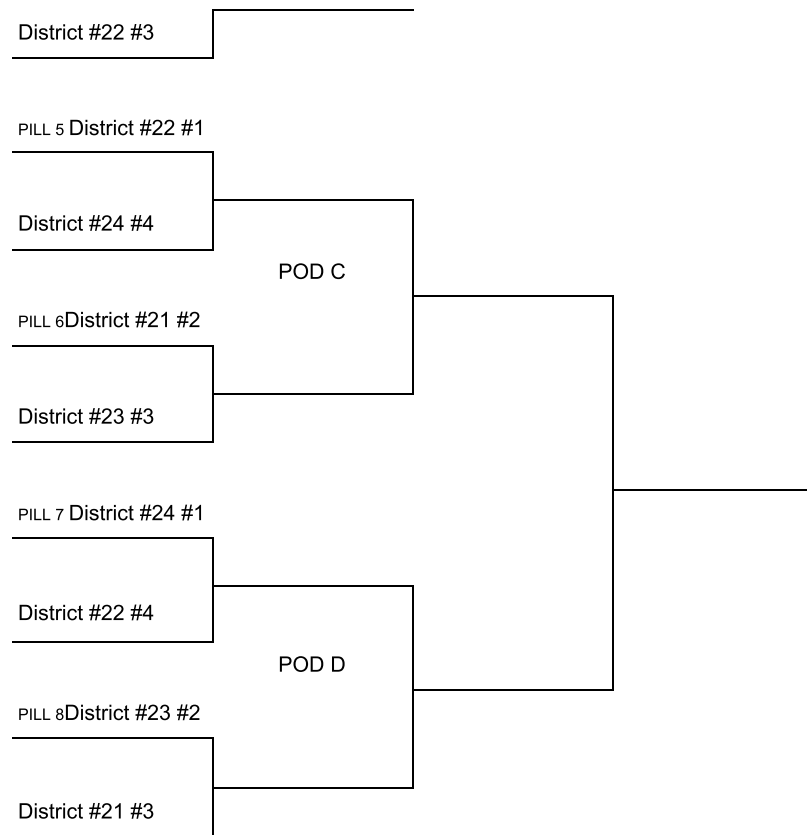 District #22 #3
PILL 5 District #22 #1
District #24 #4
POD C
PILL 6District #21 #2
District #23 #3
PILL 7 District #24 #1
District #22 #4
POD D
PILL 8District #23 #2
District #21 #3